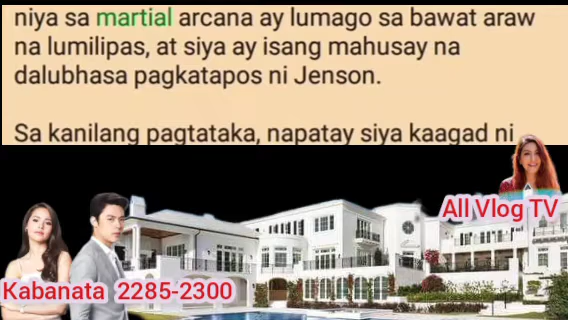 niya sa martial arcana ay lumago sa bawat araw
na lumilipas, at siya ay isang mahusay na
dalubhasa pagkatapos ni Jenson.
Sa kanilang pagtataka, napatay siya kaagad ni
All Vlog TV
Kabanata 2285-2300